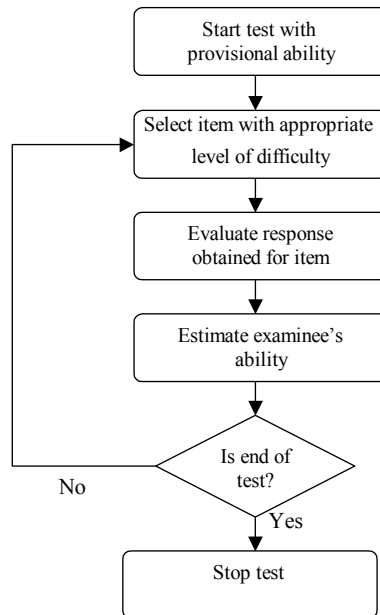 Start test with
provisional ability
Select item with appropriate
level of difficulty
Evaluate response
obtained for item
Estimate examinee's
ability
Is end of
test?
No
Yes
Stop test